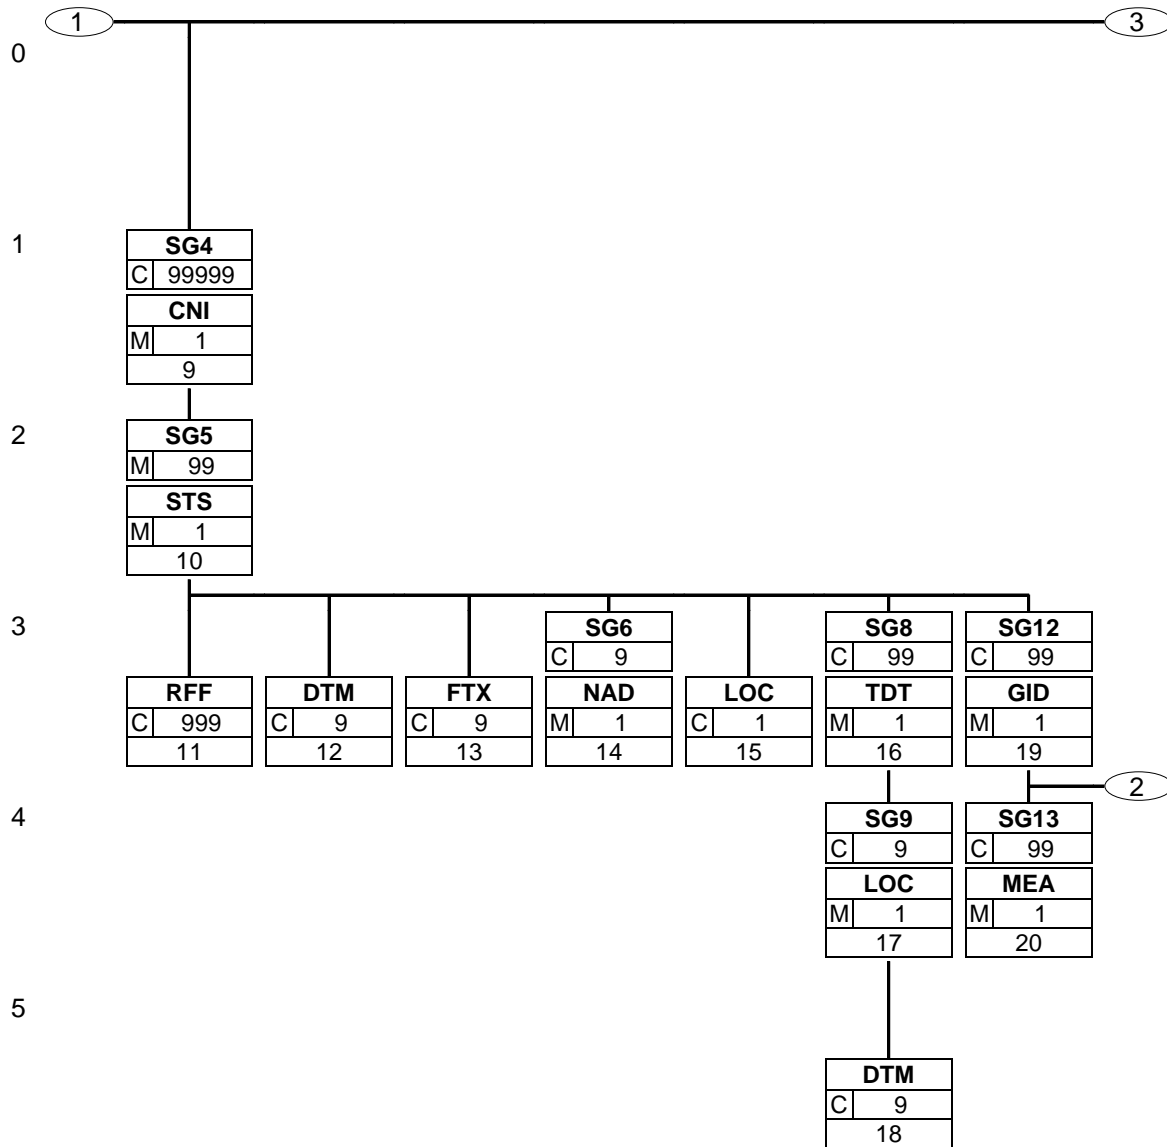 1 3
0
1
SG4
C 99999
CNI
M 1
9
2
SG5
M 99
STS
M 1
10
3
SG6 SG8 SG12
C 9 C 99 C 99
RFF DTM FTX NAD LOC TDT GID
C 999 C 9 C 9 M 1 C 1 M 1 M 1
11 12 13 14 15 16 19
2
4
SG9 SG13
C 9 C 99
LOC MEA
M 1 M 1
17 20
5
DTM
C 9
18